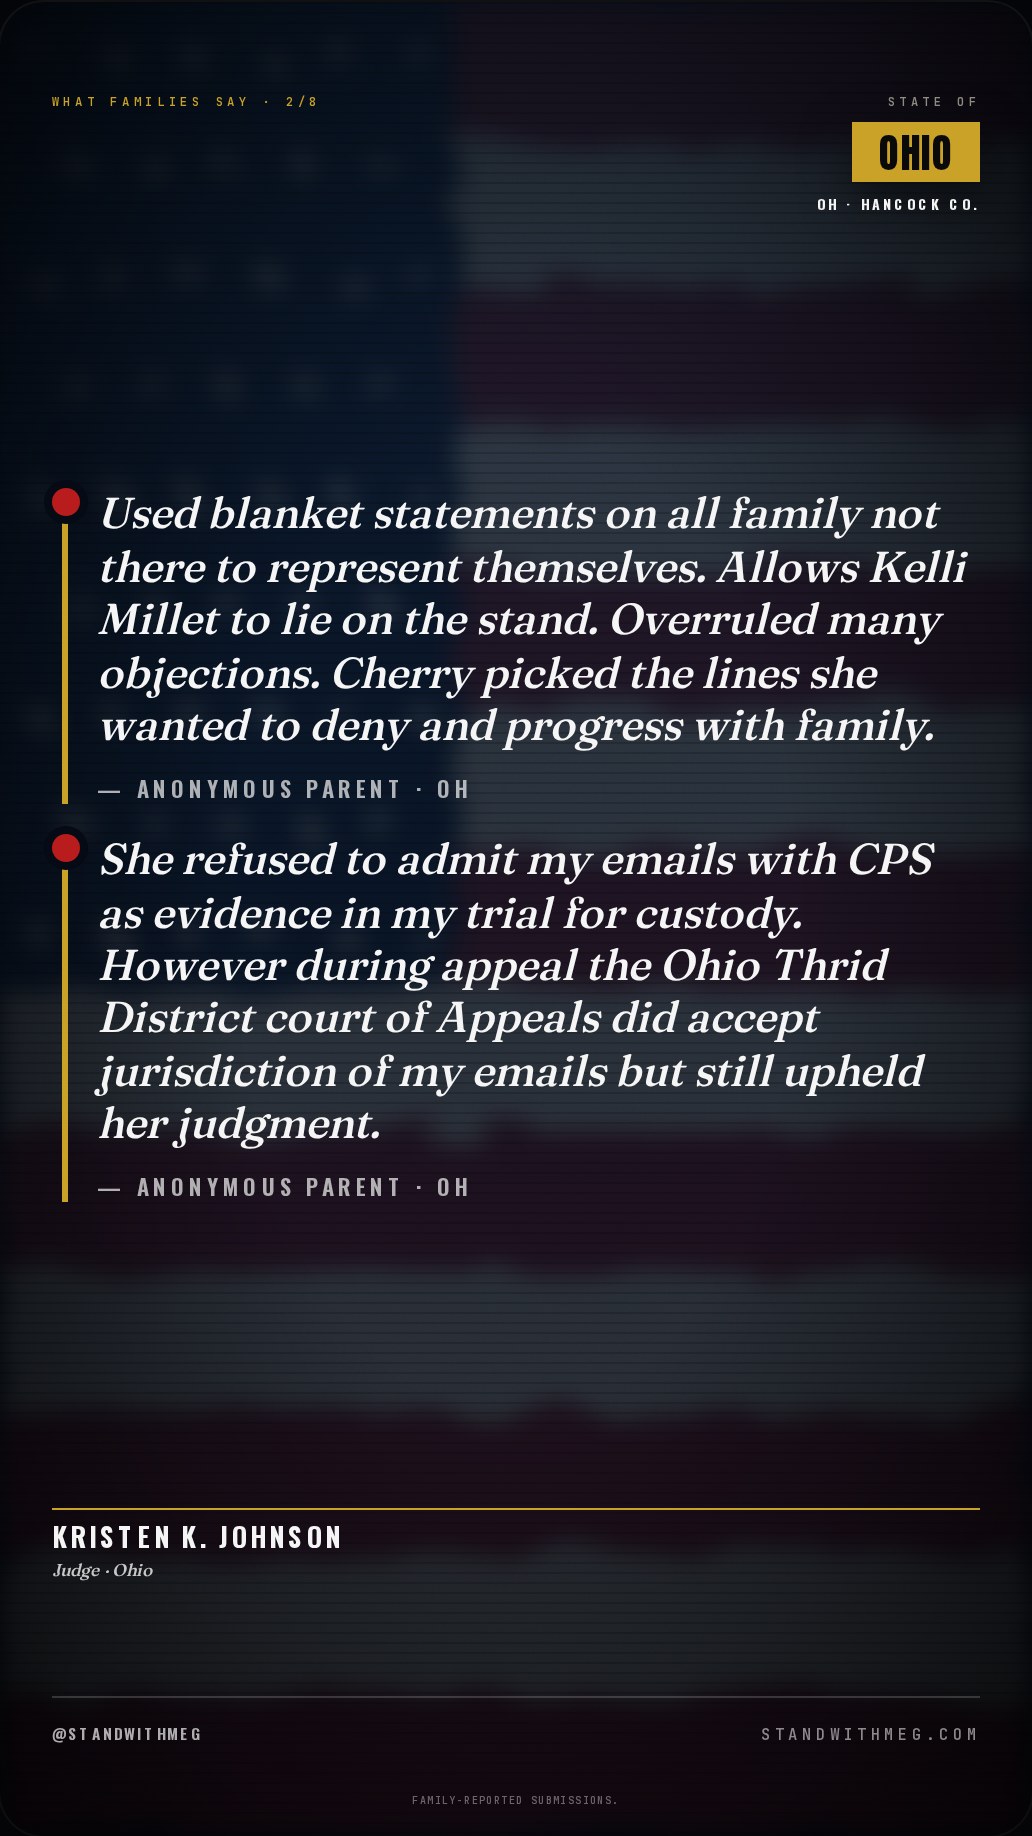 WHAT FAMILIES SAY · 2/8
STATE OF
OHIO
OH · HANCOCK CO.
Used blanket statements on all family not
there to represent themselves. Allows Kelli
Millet to lie on the stand. Overruled many
objections. Cherry picked the lines she
wanted to deny and progress with family.
— ANONYMOUS PARENT · OH
She refused to admit my emails with CPS
as evidence in my trial for custody.
However during appeal the Ohio Thrid
District court of Appeals did accept
jurisdiction of my emails but still upheld
her judgment.
— ANONYMOUS PARENT · OH
KRISTEN K. JOHNSON
Judge · Ohio
@STANDWITHMEG
STANDWITHMEG.COM
FAMILY-REPORTED SUBMISSIONS.